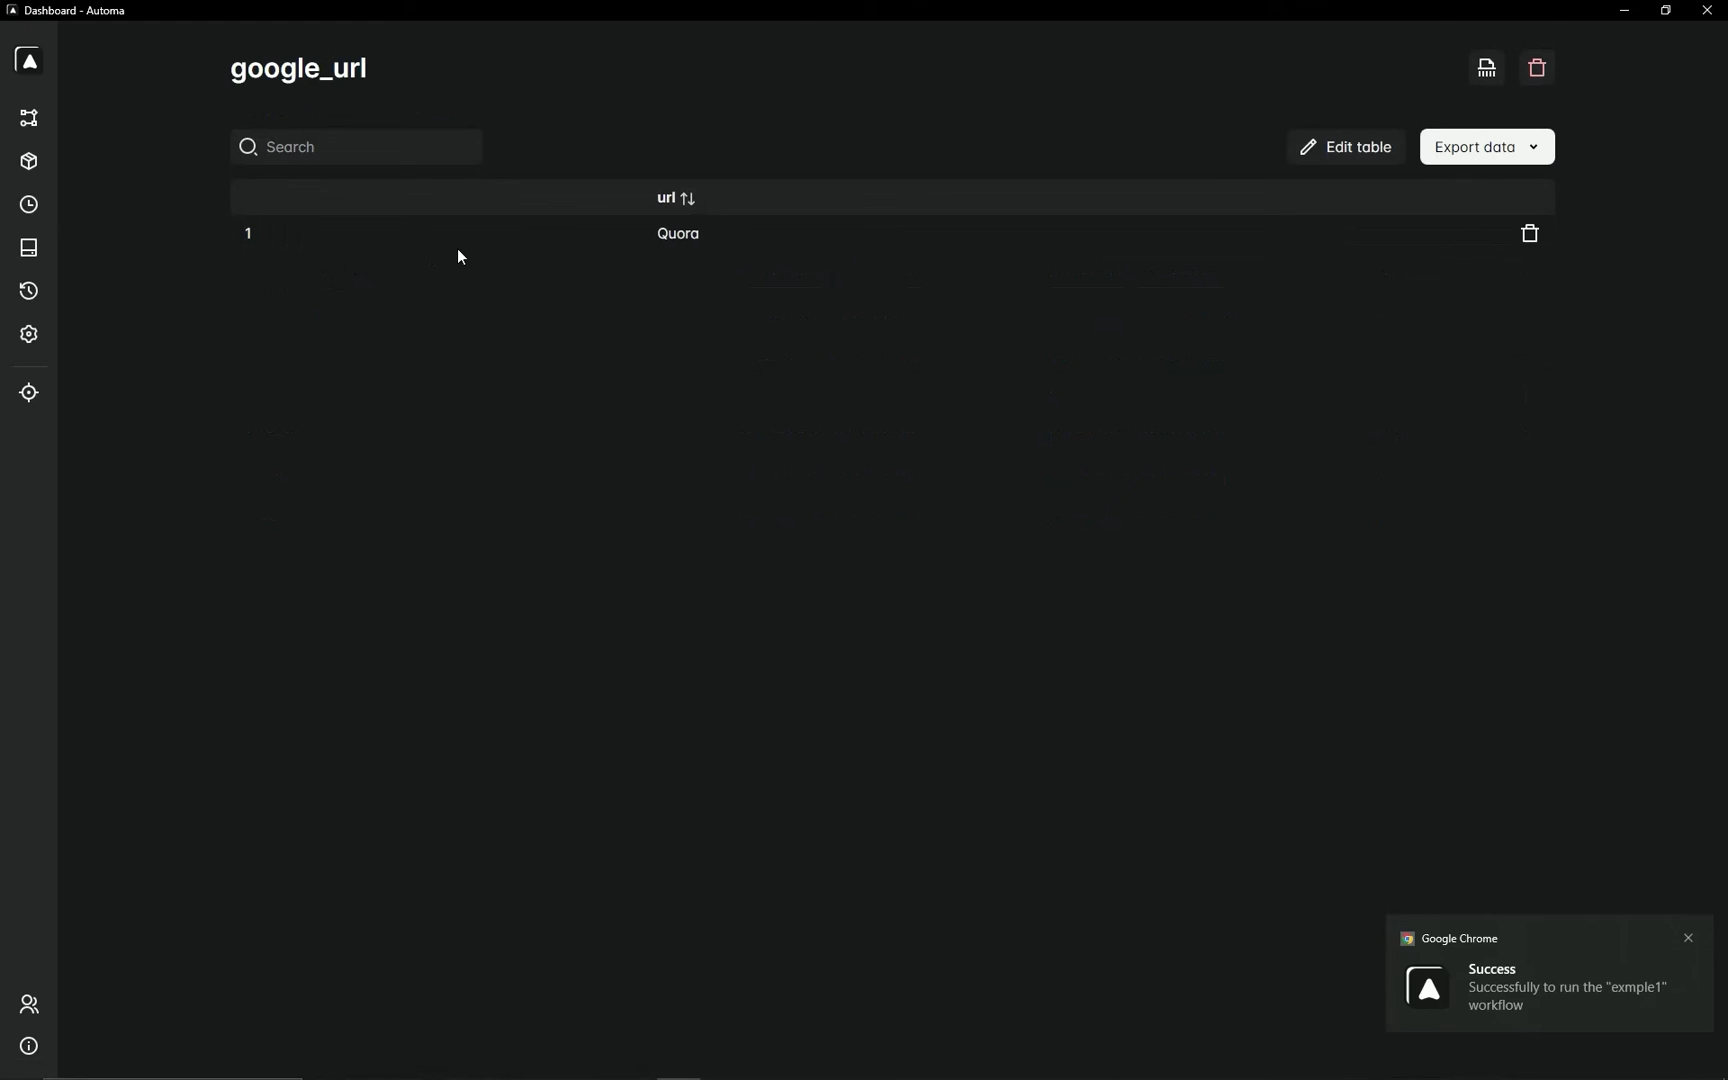 Dashboard - Automa
google_url
Search
Edit table
Export data
url
1
Quora
Google Chrome
Success
Successfully to run the "exmple1"
workflow